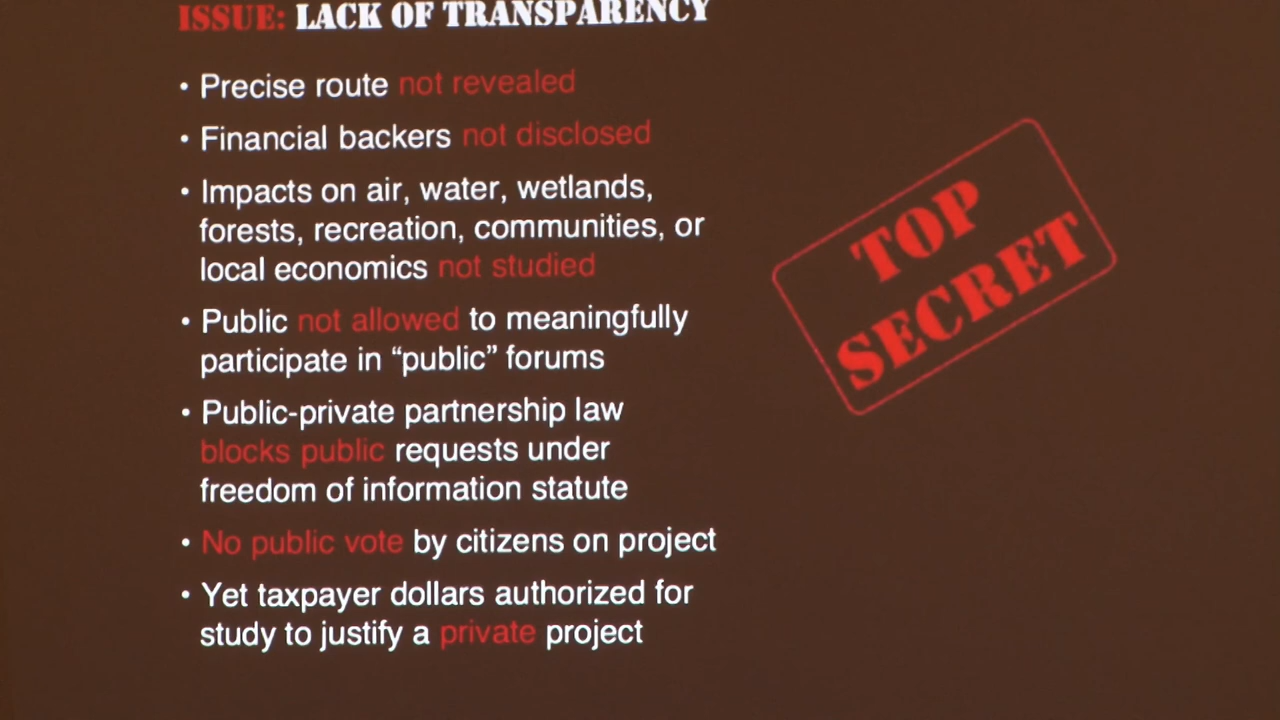 ISSUE: LACK OF TRANSPARENCY
• Precise route not revealed
• Financial backers not disclosed
• Impacts on air, water, wetlands,
forests, recreation, communities, or
local economics not studied
• Public not allowed to meaningfully
participate in “public” forums
• Public-private partnership law
blocks public requests under
freedom of information statute
• No public vote by citizens on project
• Yet taxpayer dollars authorized for
study to justify a private project
TOP
SECRET